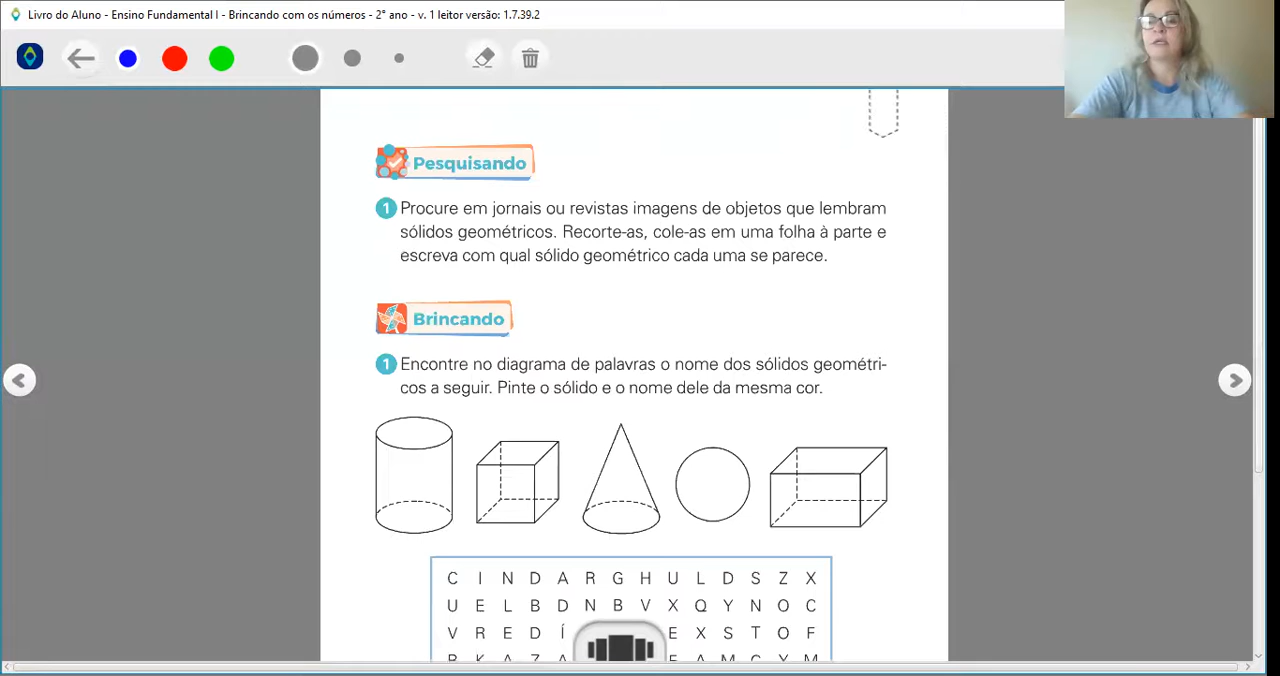 Livro do Aluno - Ensino Fundamental I - Brincando com os números - 2° ano - v. 1 leitor versão: 1.7.39.2
Pesquisando
1 Procure em jornais ou revistas imagens de objetos que lembram
sólidos geométricos. Recorte-as, cole-as em uma folha à parte e
escreva com qual sólido geométrico cada uma se parece.
Brincando
1 Encontre no diagrama de palavras o nome dos sólidos geométri-
cos a seguir. Pinte o sólido e o nome dele da mesma cor.
C I N D A R G H U L D S Z X
U E L B D N B V X Q Y N O C
V R E D Í E X S T O F